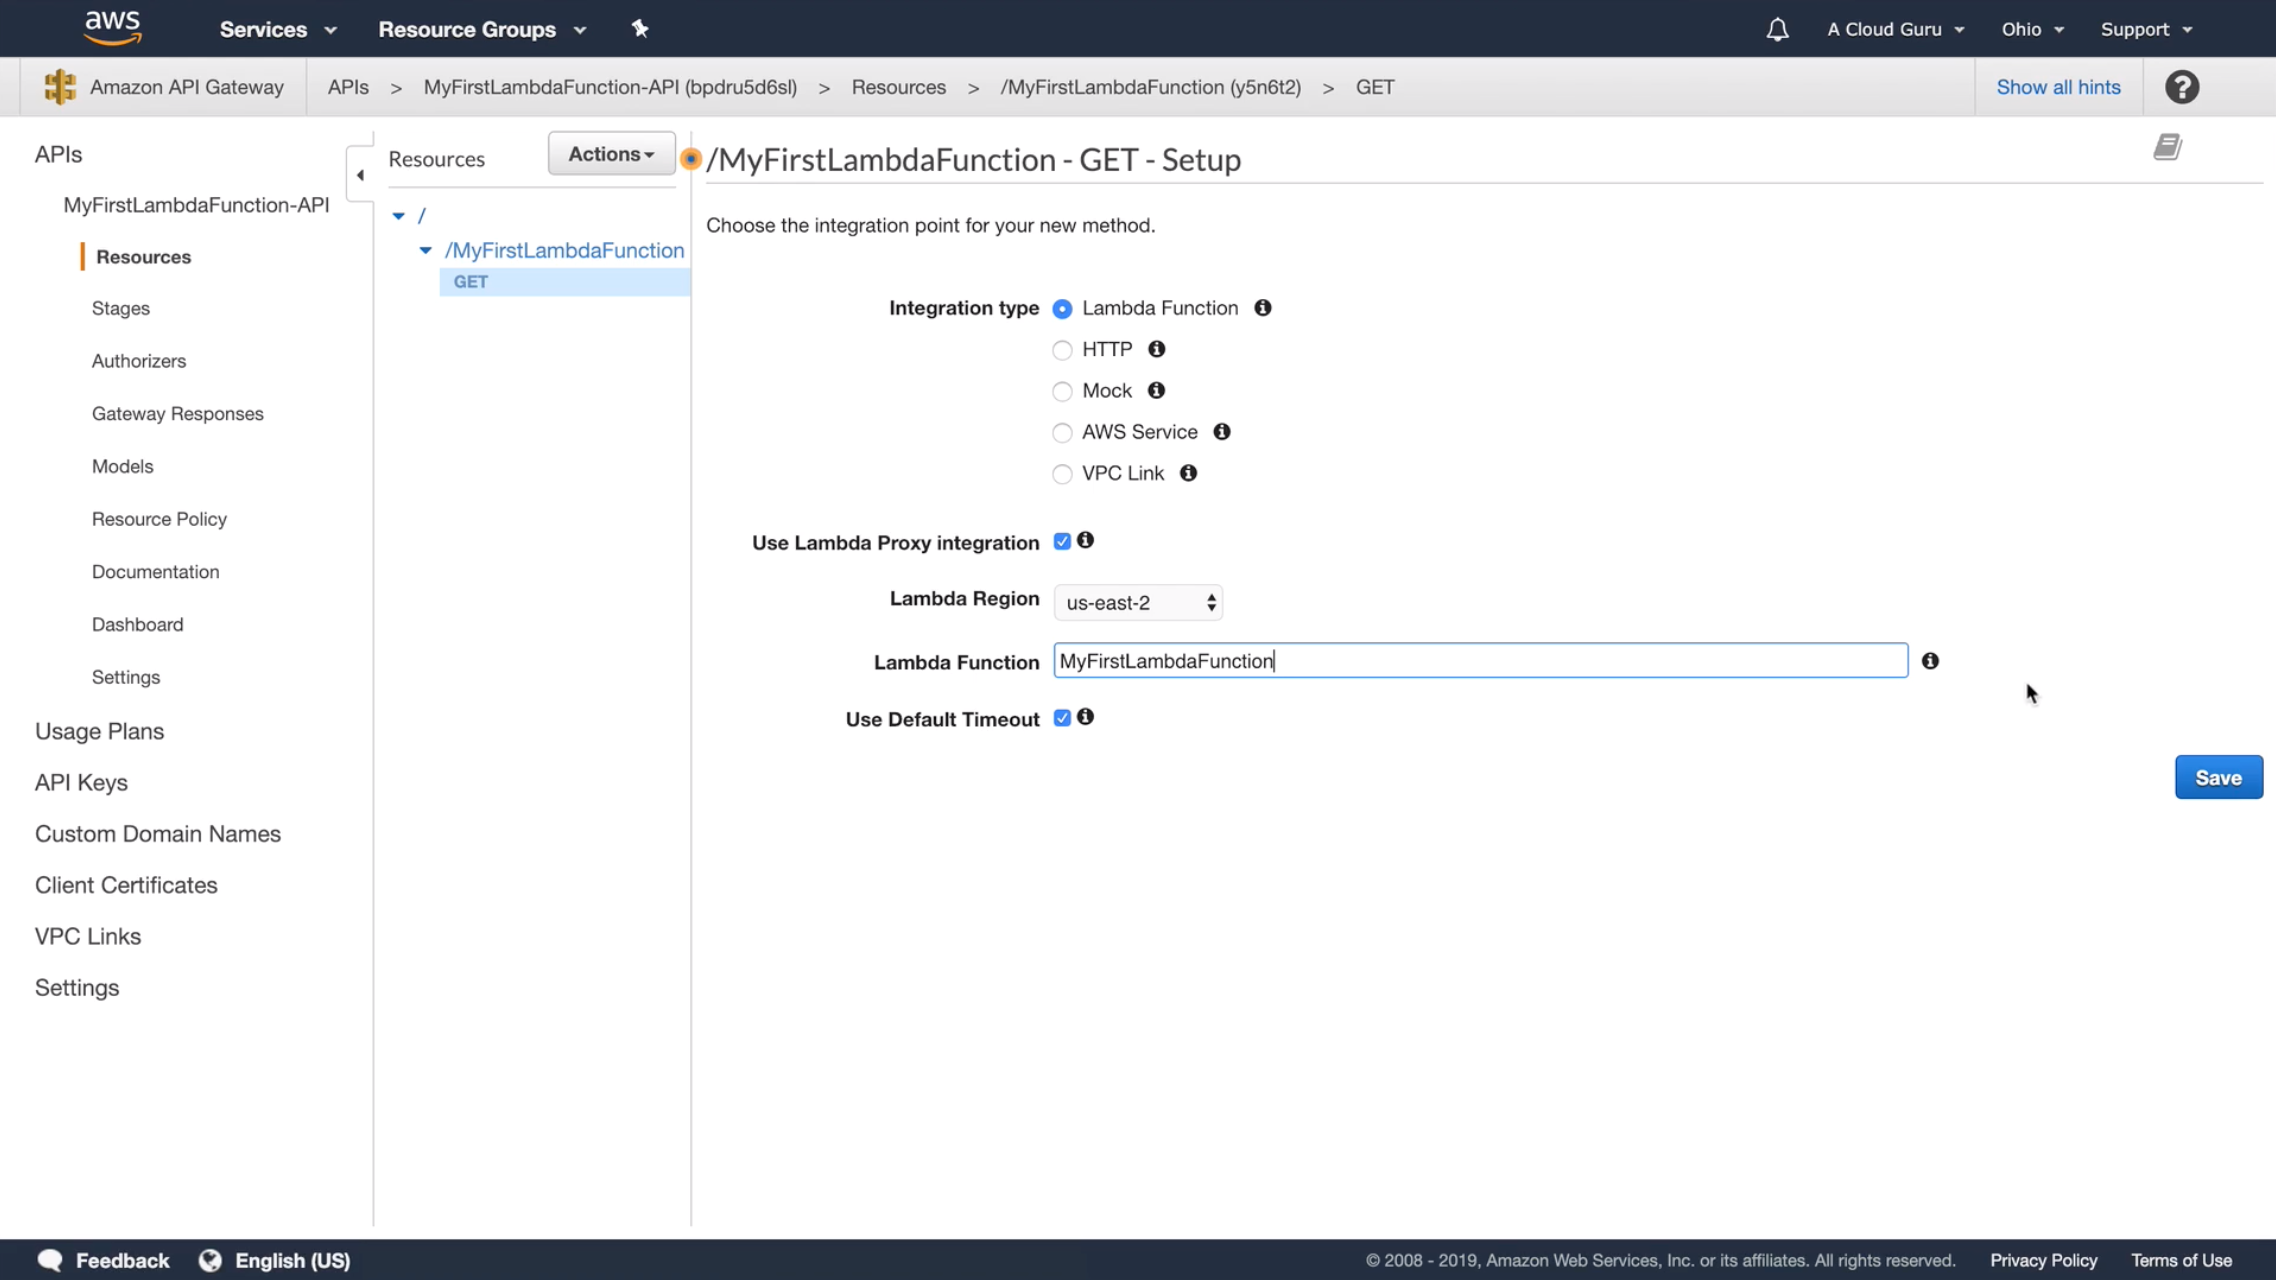 aws Services Resource Groups A Cloud Guru Ohio Support
Amazon API Gateway APIs > MyFirstLambdaFunction-API (bpdru5d6sl) > Resources > /MyFirstLambdaFunction (y5n6t2) > GET Show all hints ?
APIs
MyFirstLambdaFunction-API
Resources
Stages
Authorizers
Gateway Responses
Models
Resource Policy
Documentation
Dashboard
Settings
Usage Plans
API Keys
Custom Domain Names
Client Certificates
VPC Links
Settings
Resources Actions
/
/MyFirstLambdaFunction
GET
/MyFirstLambdaFunction - GET - Setup
Choose the integration point for your new method.
Integration type Lambda Function
HTTP
Mock
AWS Service
VPC Link
Use Lambda Proxy integration
Lambda Region us-east-2
Lambda Function MyFirstLambdaFunction
Use Default Timeout
Save
Feedback English (US) © 2008 - 2019, Amazon Web Services, Inc. or its affiliates. All rights reserved. Privacy Policy Terms of Use